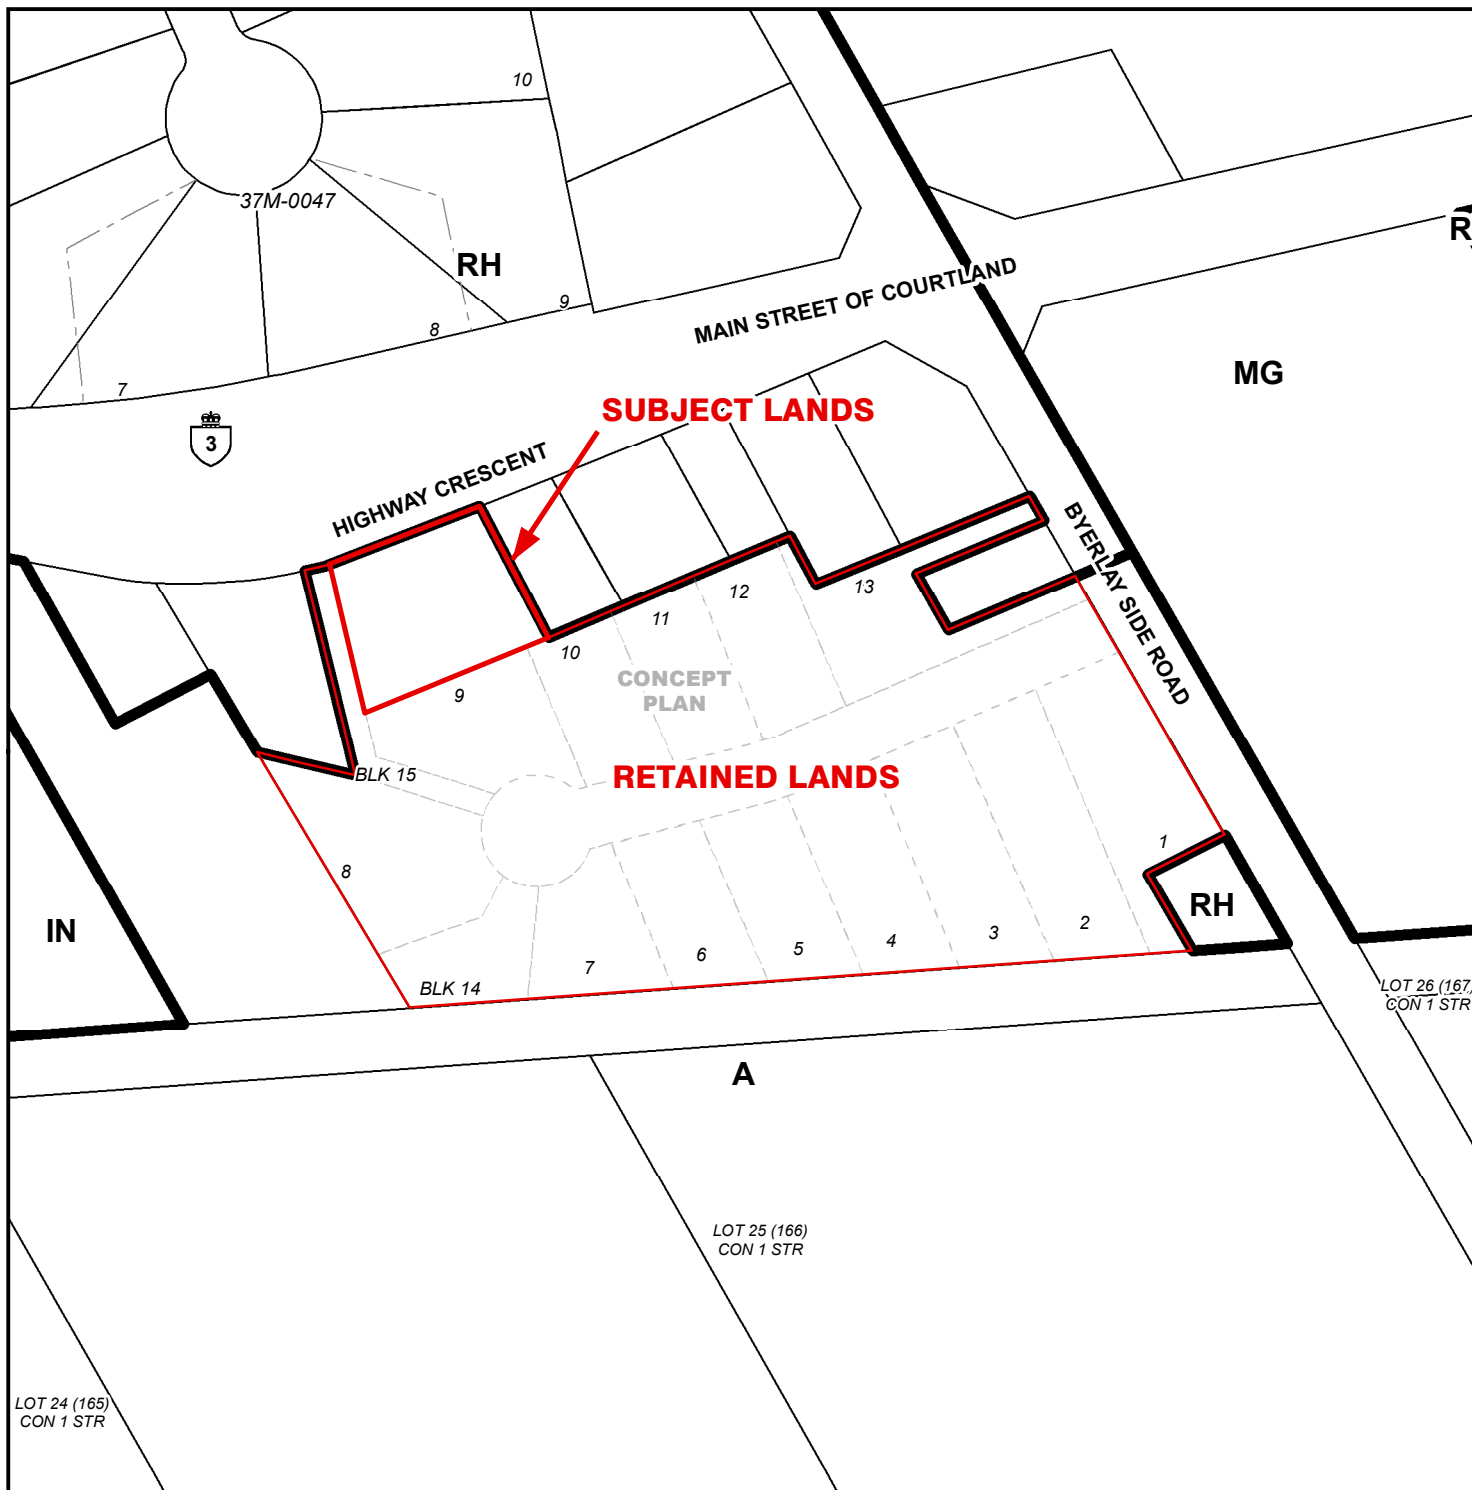 10
37M-0047
R
RH
MAIN STREET OF COURTLAND
9
8
7
MG
3
SUBJECT LANDS
HIGHWAY CRESCENT
BYERLAY SIDE ROAD
13
12
11
10
9
CONCEPT
PLAN
BLK 15
RETAINED LANDS
8
1
RH
IN
2
3
4
5
6
7
BLK 14
LOT 26 (167)
CON 1 STR
A
LOT 25 (166)
CON 1 STR
LOT 24 (165)
CON 1 STR